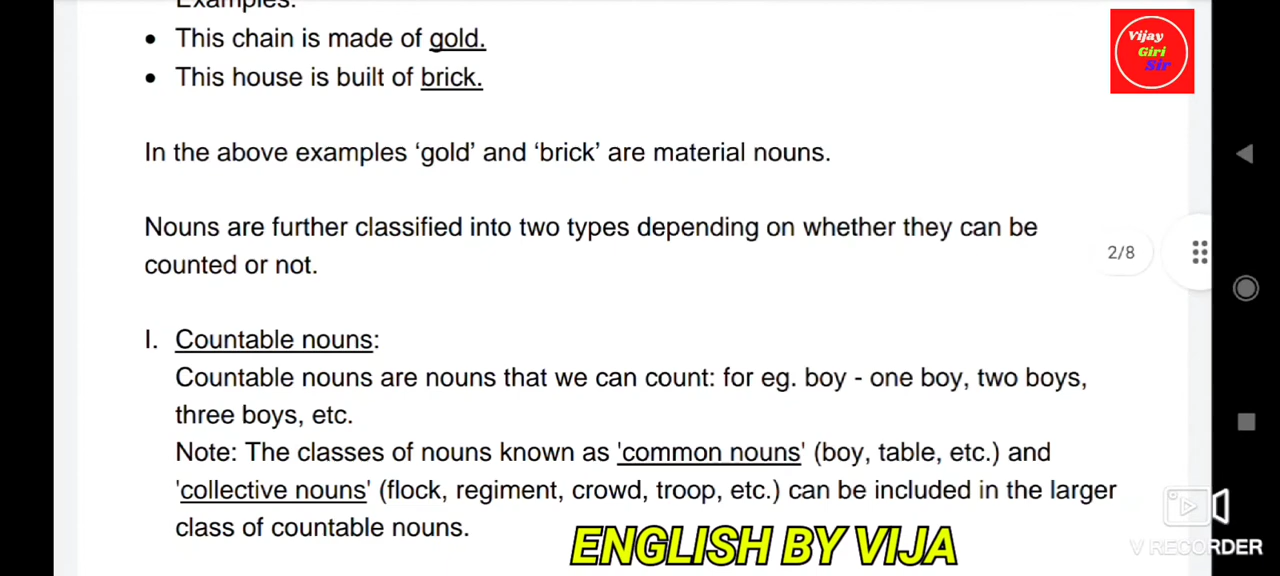 Examples:
• This chain is made of gold.
• This house is built of brick.
Vijay
Giri
Sir
In the above examples ‘gold’ and ‘brick’ are material nouns.
Nouns are further classified into two types depending on whether they can be
counted or not.
2/8
I. Countable nouns:
Countable nouns are nouns that we can count: for eg. boy - one boy, two boys,
three boys, etc.
Note: The classes of nouns known as 'common nouns' (boy, table, etc.) and
'collective nouns' (flock, regiment, crowd, troop, etc.) can be included in the larger
class of countable nouns.
ENGLISH BY VIJA
V RECORDER